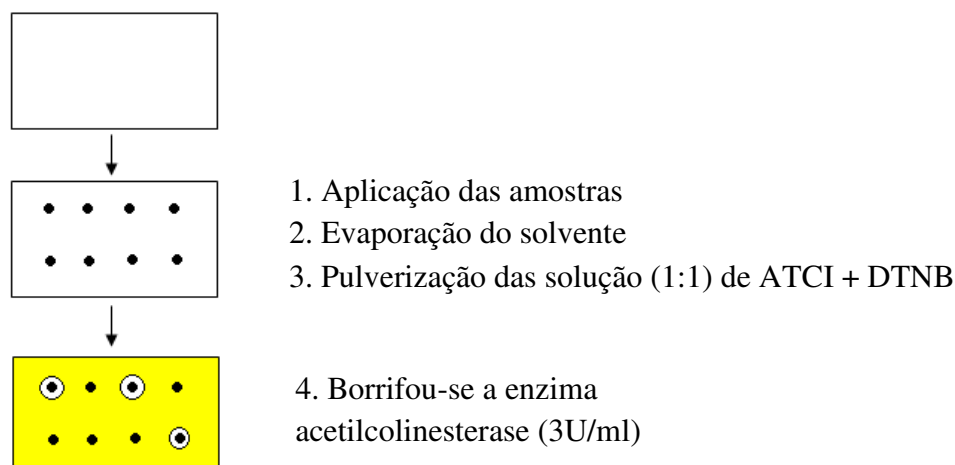 1. Aplicação das amostras
2. Evaporação do solvente
3. Pulverização das solução (1:1) de ATCI + DTNB
4. Borrifou-se a enzima
acetilcolinesterase (3U/ml)